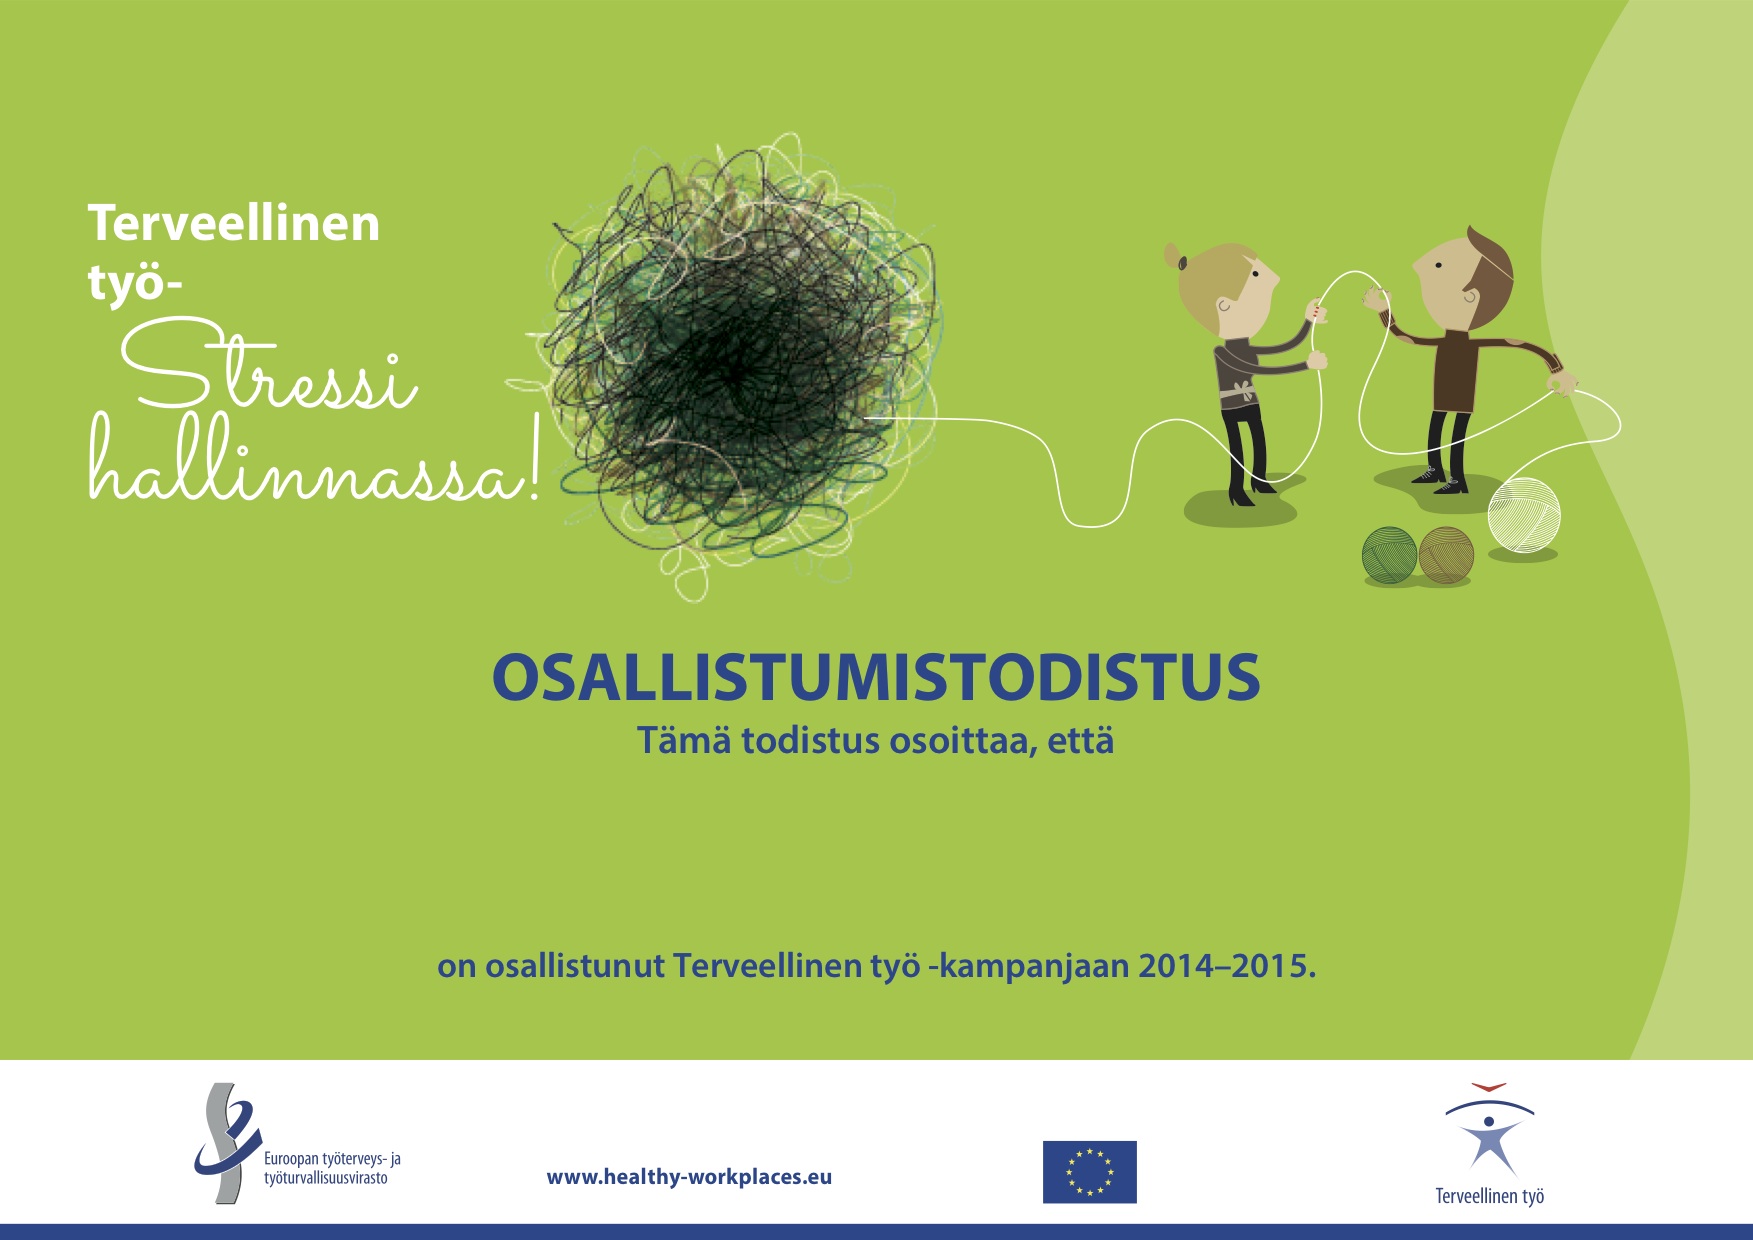 Terveellinen
työ-
Stressi
hallinnassa!
OSALLISTUMISTODISTUS
Tämä todistus osoittaa, että
on osallistunut Terveellinen työ -kampanjaan 2014–2015.
Euroopan työterveys- ja
työturvallisuusvirasto
www.healthy-workplaces.eu
Terveellinen työ